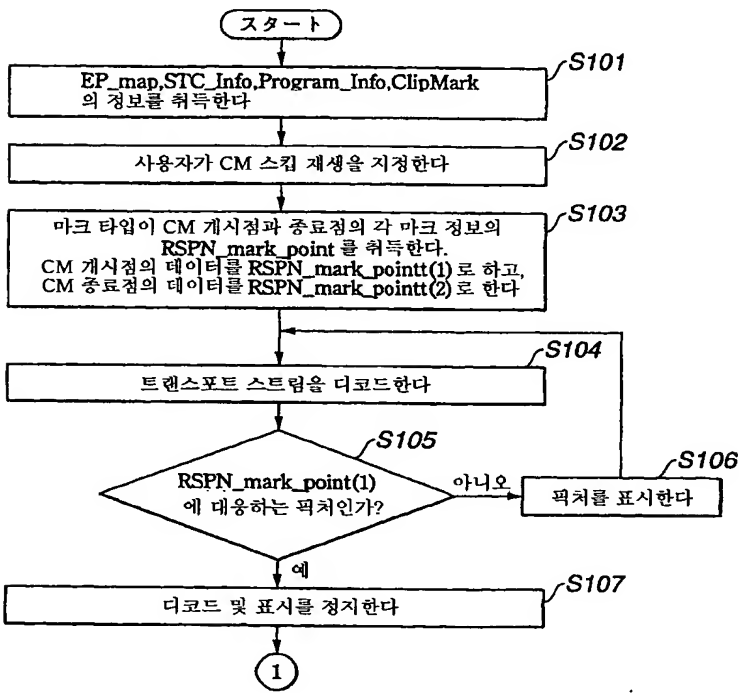 スタート
S101
EP_map,STC_Info,Program_Info,ClipMark
의 정보를 취득한다
S102
사용자가 CM 스킵 재생을 지정한다
S103
마크 타입이 CM 개시점과 종료점의 각 마크 정보의
RSPN_mark_point 를 취득한다.
CM 개시점의 데이터를 RSPN_mark_pointt(1)로 하고,
CM 종료점의 데이터를 RSPN_mark_pointt(2)로 한다
S104
트랜스포트 스트림을 디코드한다
S105
RSPN_mark_point(1)
에 대응하는 픽처인가?
아니오
S106
픽처를 표시한다
예
S107
디코드 및 표시를 정지한다
1